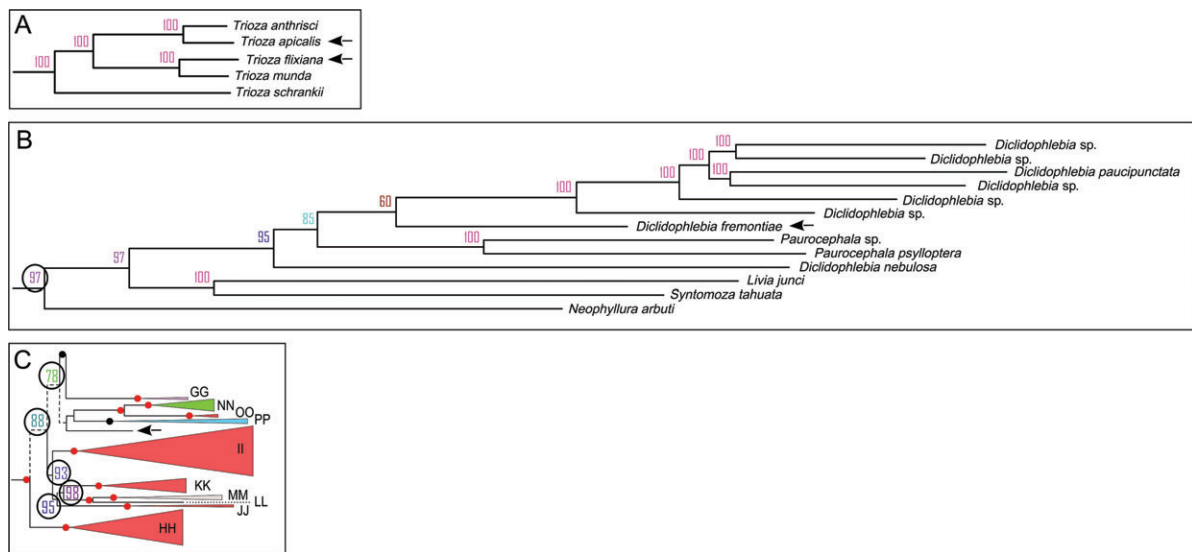 A
100
Trioza anthrisci
100
Trioza apicalis
100
100
Trioza flixiana
Trioza munda
Trioza schrankii
B
100
Diclidophlebia sp.
100
Diclidophlebia sp.
100
100
Diclidophlebia paucipunctata
Diclidophlebia sp.
100
Diclidophlebia sp.
60
Diclidophlebia sp.
85
Diclidophlebia fremontiae
95
100
Paurocephala sp.
Paurocephala psylloptera
97
Diclidophlebia nebulosa
97
100
Livia junci
Syntomoza tahuata
Neophyllura arbuti
C
78
GG
NN
OO
PP
88
II
93
KK
98
MM
LL
95
JJ
HH